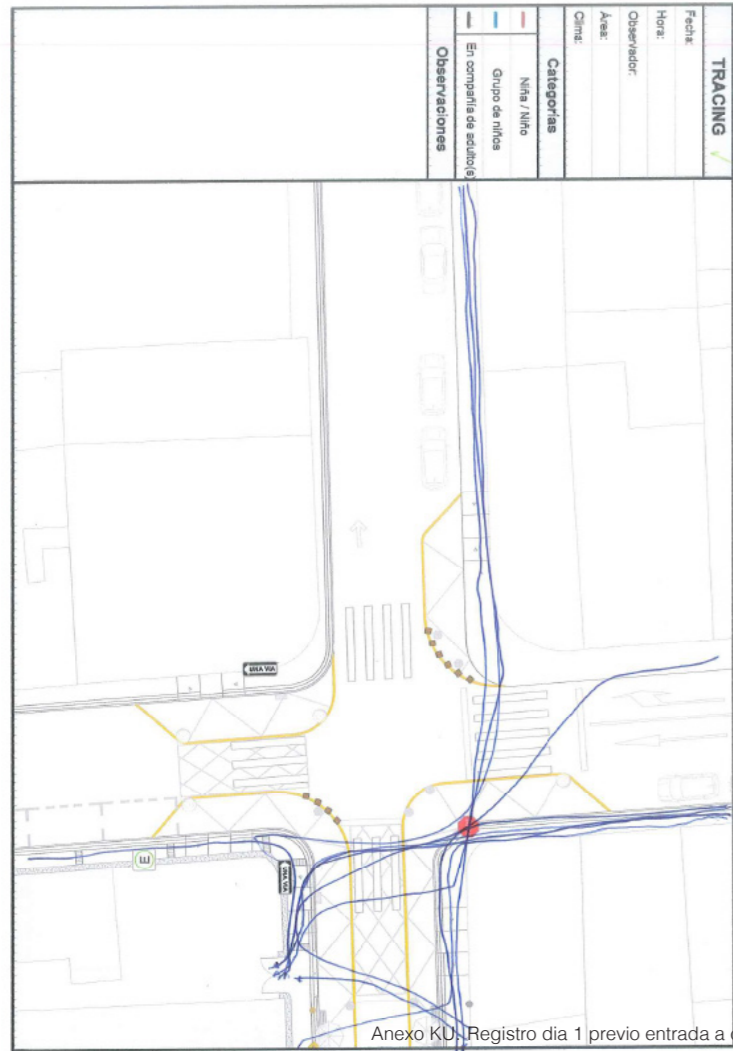 TRACING
Fecha:
Hora:
Observador:
Área:
Clima:
Categorías
Niña / Niño
Grupo de niños
En compañía de adulto(s)
Observaciones
UNA VIA
UNA VIA
E
Anexo KU. Registro dia 1 previo entrada a